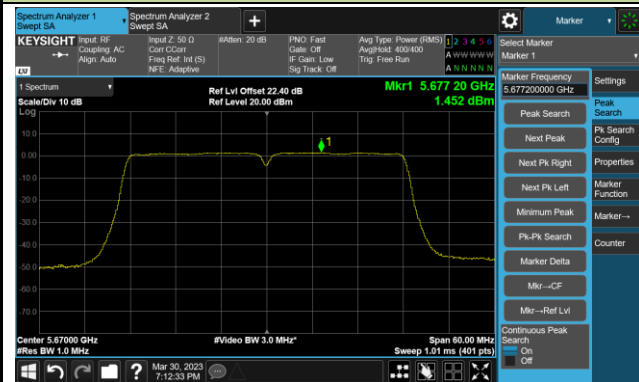 Spectrum Analyzer 1
Swept SA
Spectrum Analyzer 2
Swept SA
+
Marker
KEYSIGHT
Input: RF
Coupling: AC
Align: Auto
Input Z: 50 Ω
Corr CCorr
Freq Ref: Int (S)
NFE: Adaptive
#Atten: 20 dB
PNO: Fast
Gate: Off
IF Gain: Low
Sig Track: Off
Avg Type: Power (RMS)
Avg|Hold: 400/400
Trig: Free Run
1 2 3 4 5 6
A W W W W W
A N N N N N
LXI
Select Marker
Marker 1
1 Spectrum
Scale/Div 10 dB
Log
Ref Lvl Offset 22.40 dB
Ref Level 20.00 dBm
Mkr1 5.677 20 GHz
1.452 dBm
1
10.0
0.00
-10.0
-20.0
-30.0
-40.0
-50.0
-60.0
-70.0
Center 5.67000 GHz
#Res BW 1.0 MHz
#Video BW 3.0 MHz*
Span 60.00 MHz
Sweep 1.01 ms (401 pts)
Marker Frequency
5.677200000 GHz
Peak Search
Next Peak
Next Pk Right
Next Pk Left
Minimum Peak
Pk-Pk Search
Marker Delta
Mkr→CF
Mkr→Ref Lvl
Continuous Peak
Search
On
Off
Settings
Peak
Search
Pk Search
Config
Properties
Marker
Function
Marker→
Counter
?
Mar 30, 2023
7:12:33 PM